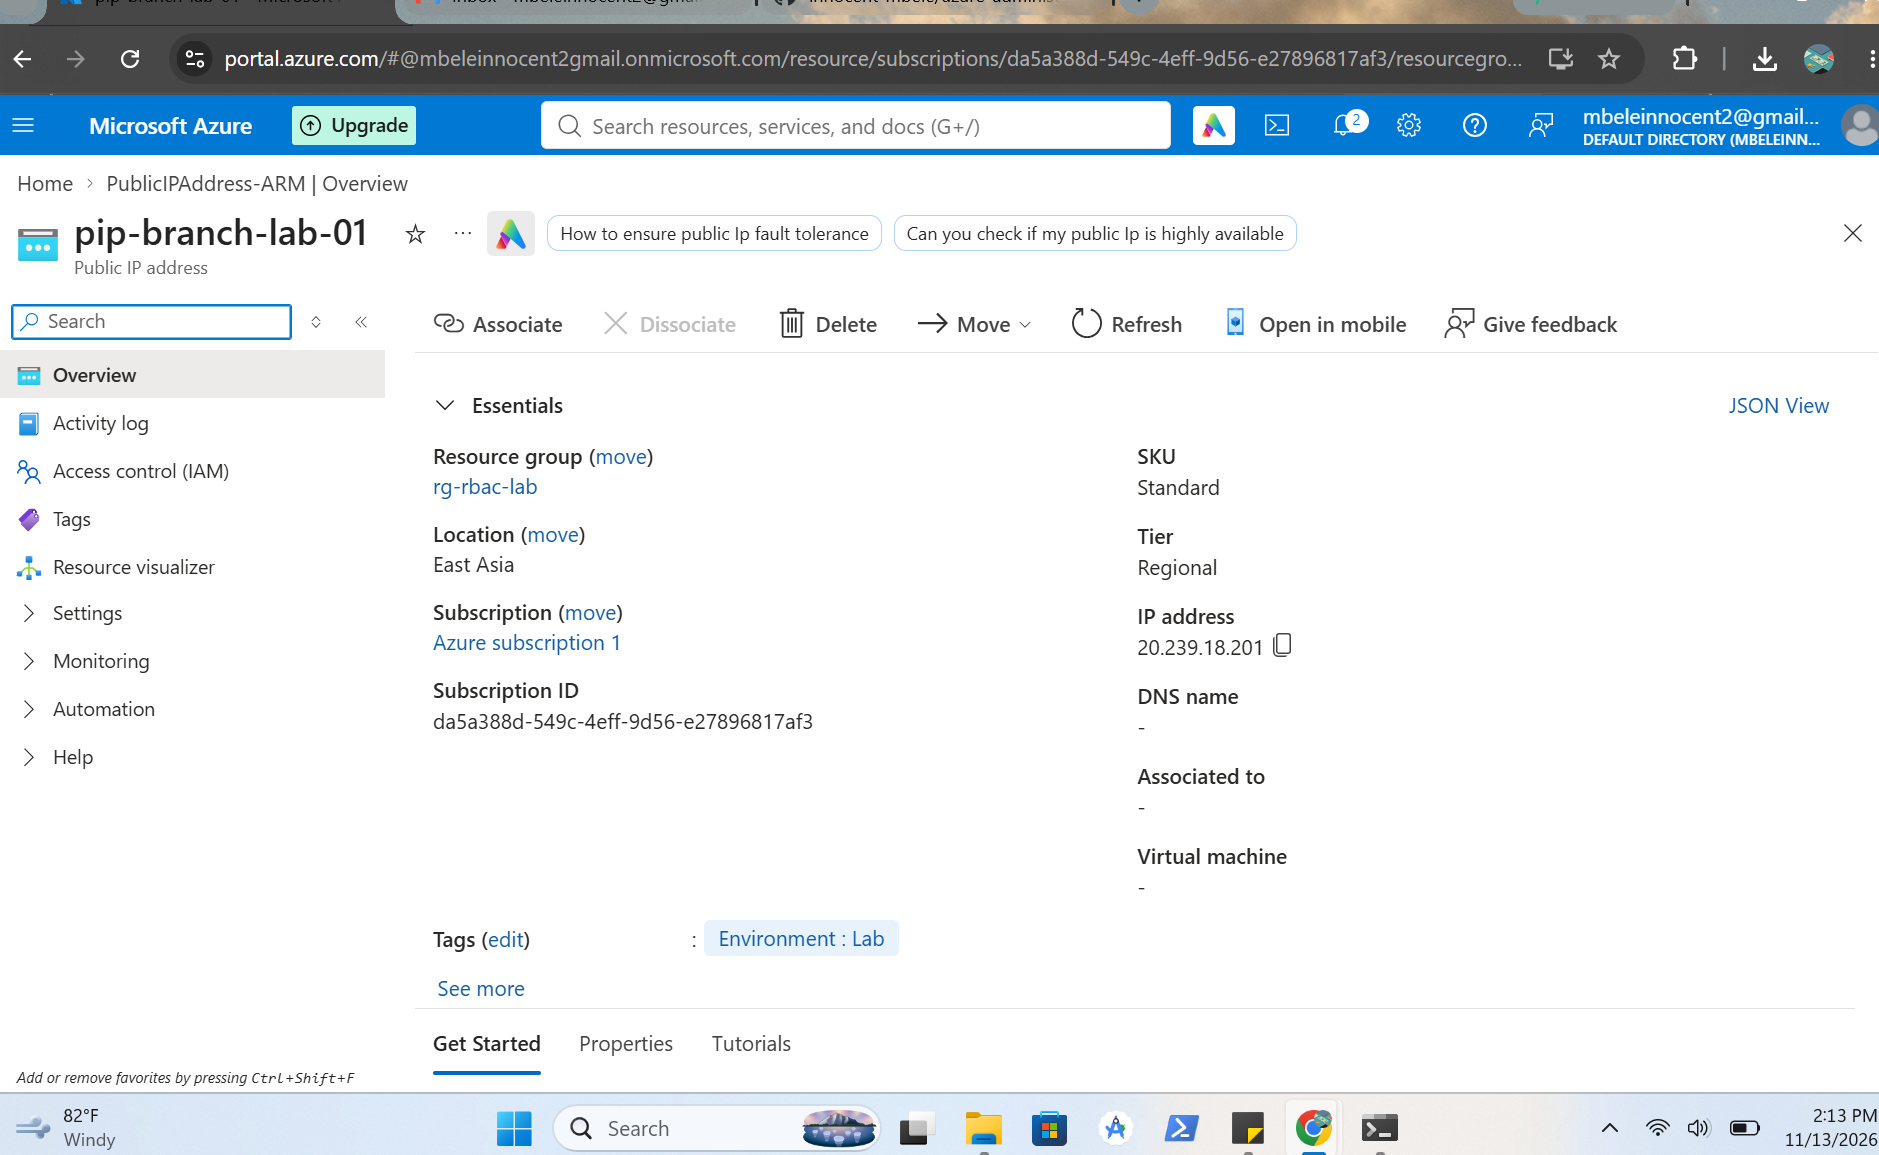 portal.azure.com/#@mbeleinnocent2gmail.onmicrosoft.com/resource/subscriptions/da5a388d-549c-4eff-9d56-e27896817af3/resourcegro...
Microsoft Azure
Upgrade
Search resources, services, and docs (G+/)
2
mbeleinnocent2@gmail...
DEFAULT DIRECTORY (MBELEINN...
Home > PublicIPAddress-ARM | Overview
pip-branch-lab-01
Public IP address
How to ensure public Ip fault tolerance
Can you check if my public Ip is highly available
Search
Associate
Dissociate
Delete
Move
Refresh
Open in mobile
Give feedback
Overview
Activity log
Access control (IAM)
Tags
Resource visualizer
Settings
Monitoring
Automation
Help
Add or remove favorites by pressing Ctrl+Shift+F
Essentials
JSON View
Resource group (move)
rg-rbac-lab
Location (move)
East Asia
Subscription (move)
Azure subscription 1
Subscription ID
da5a388d-549c-4eff-9d56-e27896817af3
SKU
Standard
Tier
Regional
IP address
20.239.18.201
DNS name
-
Associated to
-
Virtual machine
-
Tags (edit) : Environment : Lab
See more
Get Started
Properties
Tutorials
82°F
Windy
Search
2:13 PM
11/13/2026